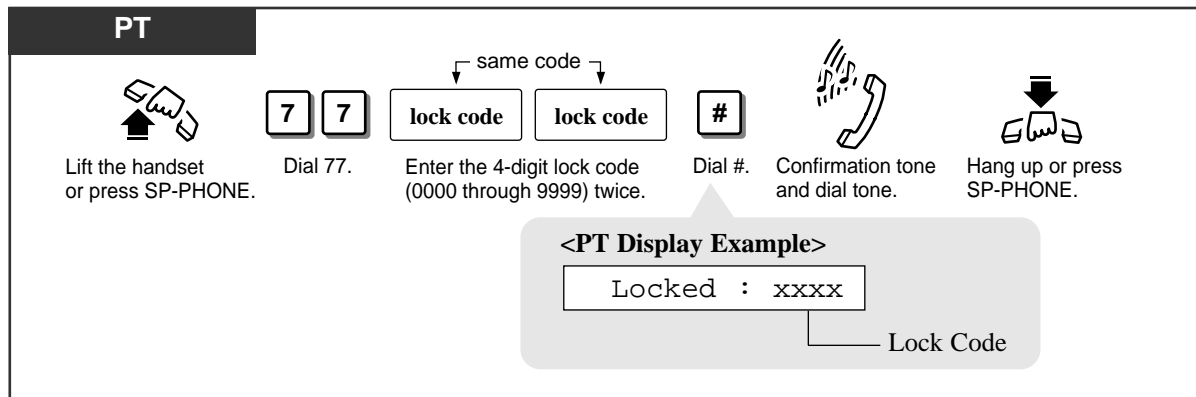 PT
same code
7 7 lock code lock code #
Lift the handset
or press SP-PHONE.
Dial 77.
Enter the 4-digit lock code
(0000 through 9999) twice.
Dial #.
Confirmation tone
and dial tone.
Hang up or press
SP-PHONE.
<PT Display Example>
Locked : xxxx
Lock Code